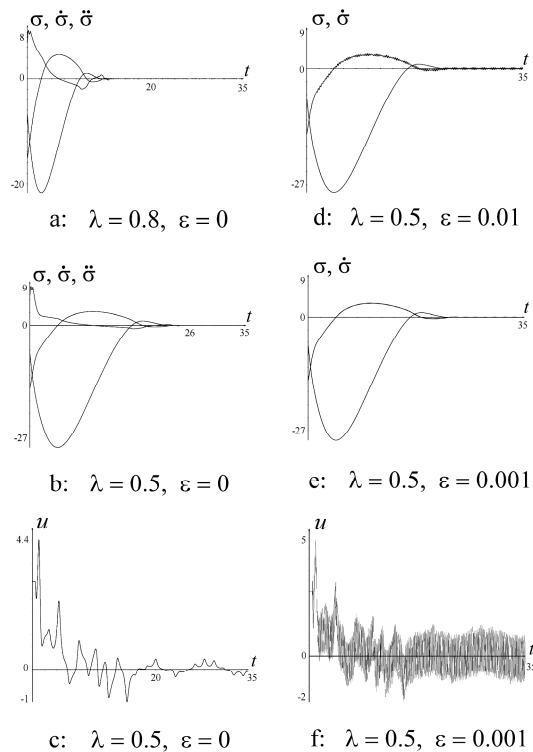 σ, σ̇, σ̈
8
0
-20
t
20
35
a: λ = 0.8, ε = 0
σ, σ̇
9
0
-27
t
35
d: λ = 0.5, ε = 0.01
σ, σ̇, σ̈
9
0
-27
t
26
35
b: λ = 0.5, ε = 0
σ, σ̇
9
0
-27
t
35
e: λ = 0.5, ε = 0.001
u
4.4
0
-1
t
20
35
c: λ = 0.5, ε = 0
u
5
0
-2
t
35
f: λ = 0.5, ε = 0.001